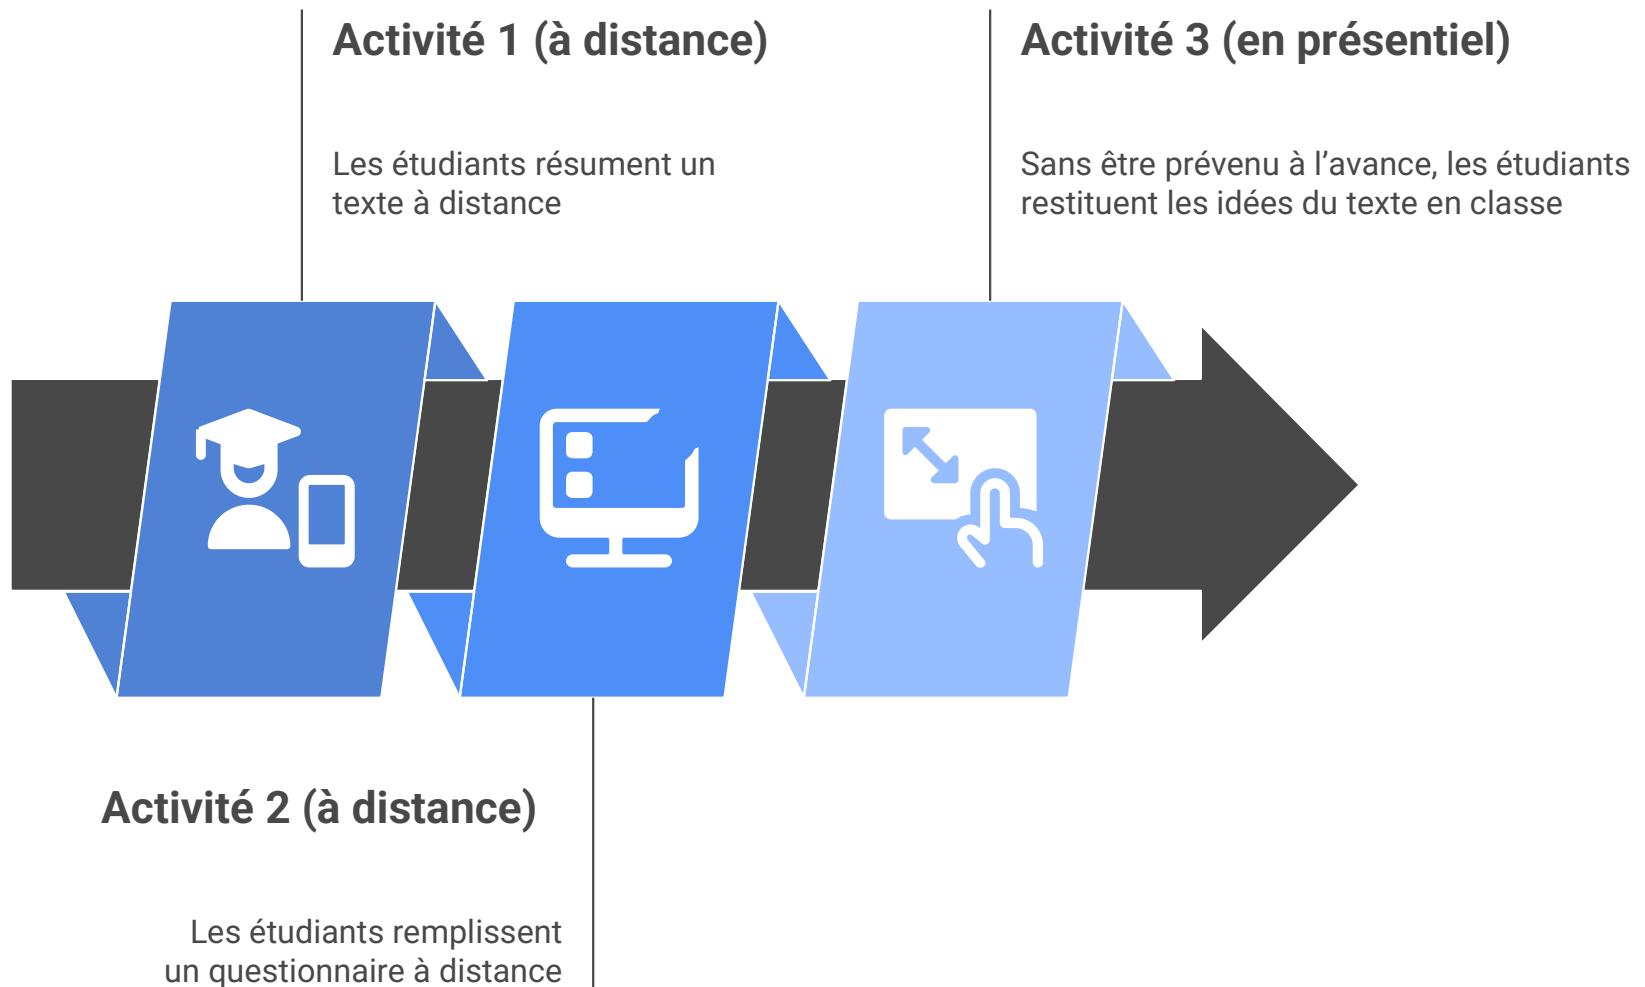 Activité 1 (à distance)
Les étudiants résument un
texte à distance
Activité 2 (à distance)
Les étudiants remplissent
un questionnaire à distance
Activité 3 (en présentiel)
Sans être prévenu à l’avance, les étudiants
restituent les idées du texte en classe